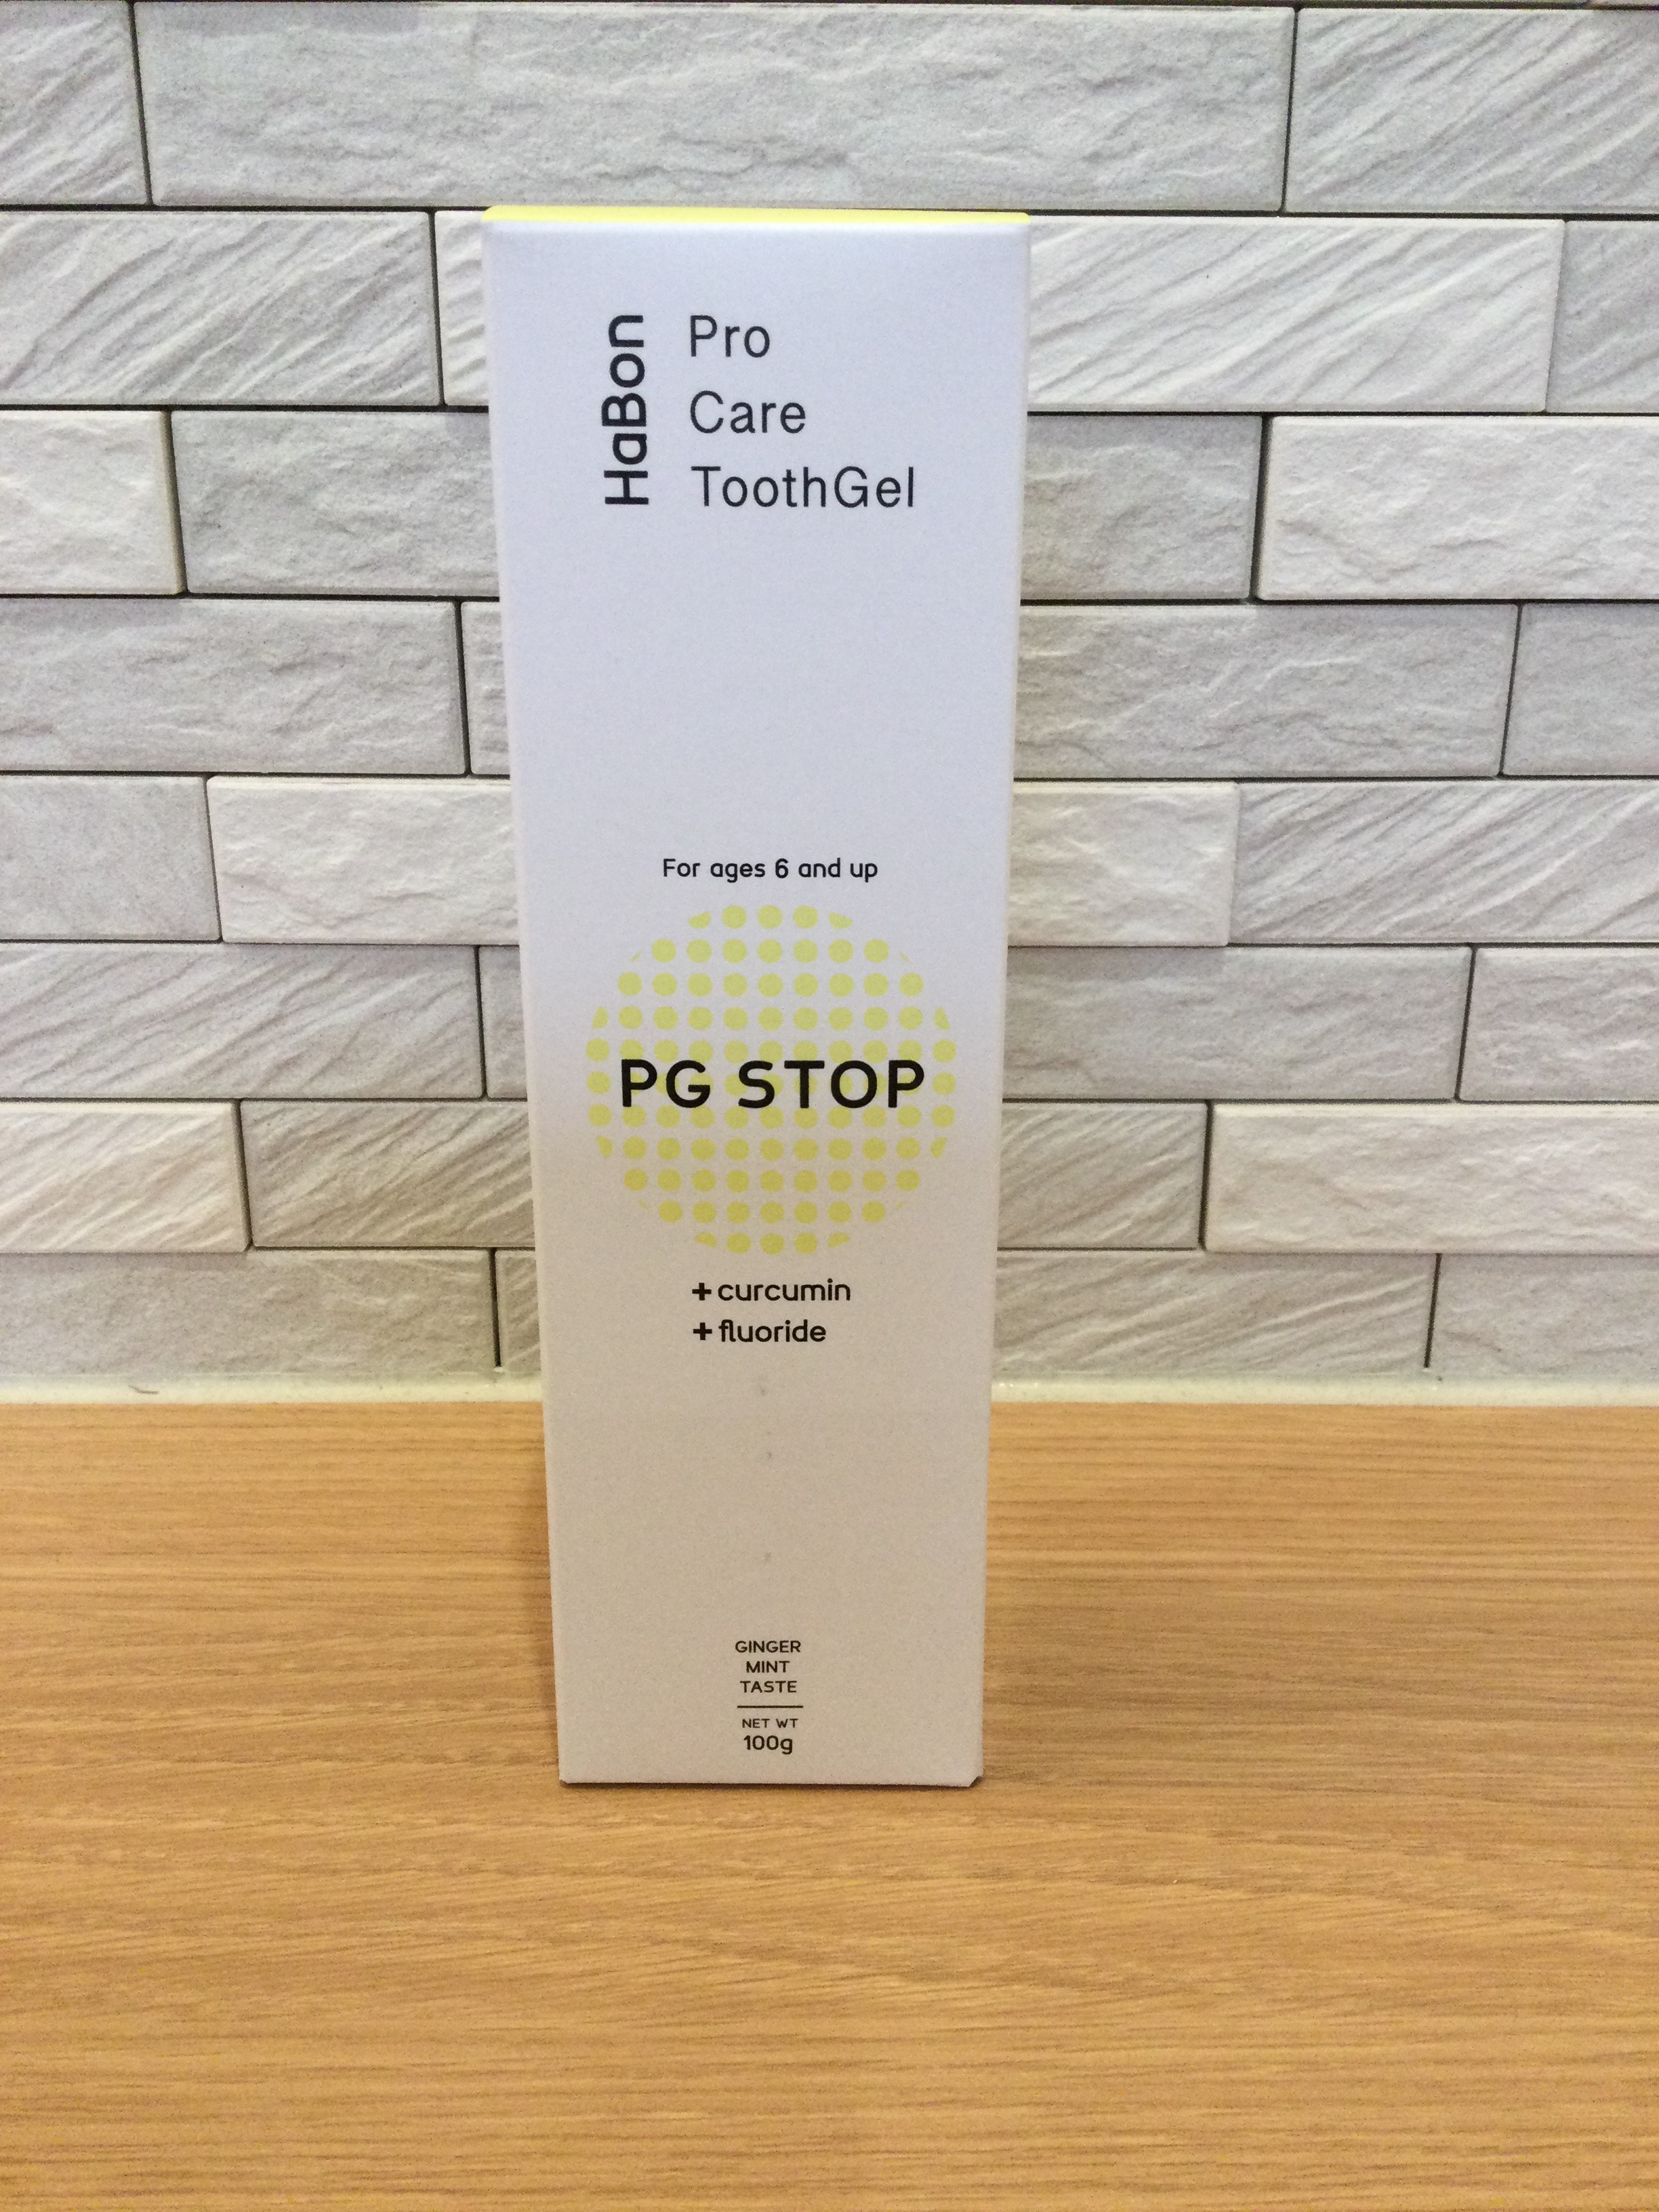 HaBon
Pro
Care
ToothGel
For ages 6 and up
PG STOP
+curcumin
+fluoride
GINGER
MINT
TASTE
NET WT
100g